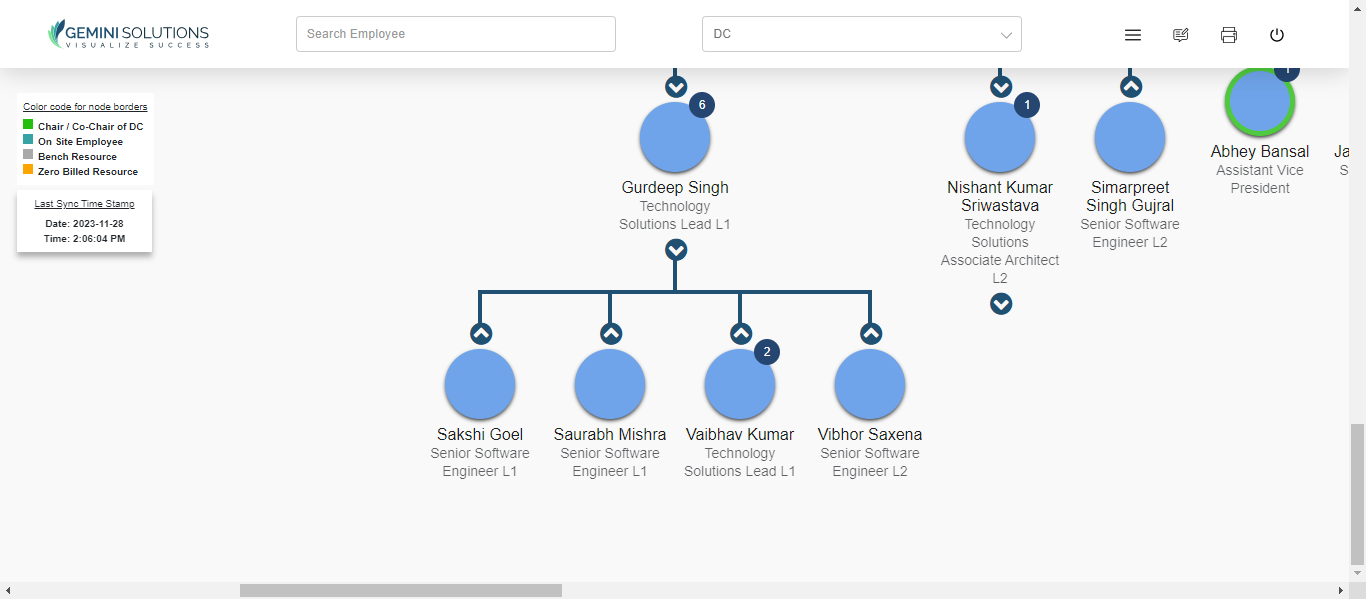 GEMINI SOLUTIONS
VISUALIZE SUCCESS
Search Employee
DC
Color code for node borders
Chair / Co-Chair of DC
On Site Employee
Bench Resource
Zero Billed Resource
Last Sync Time Stamp
Date: 2023-11-28
Time: 2:06:04 PM
6
Gurdeep Singh
Technology
Solutions Lead L1
1
Nishant Kumar
Sriwastava
Technology
Solutions
Associate Architect
L2
Simarpreet
Singh Gujral
Senior Software
Engineer L2
Abhey Bansal
Assistant Vice
President
Ja
S
Sakshi Goel
Senior Software
Engineer L1
Saurabh Mishra
Senior Software
Engineer L1
2
Vaibhav Kumar
Technology
Solutions Lead L1
Vibhor Saxena
Senior Software
Engineer L2